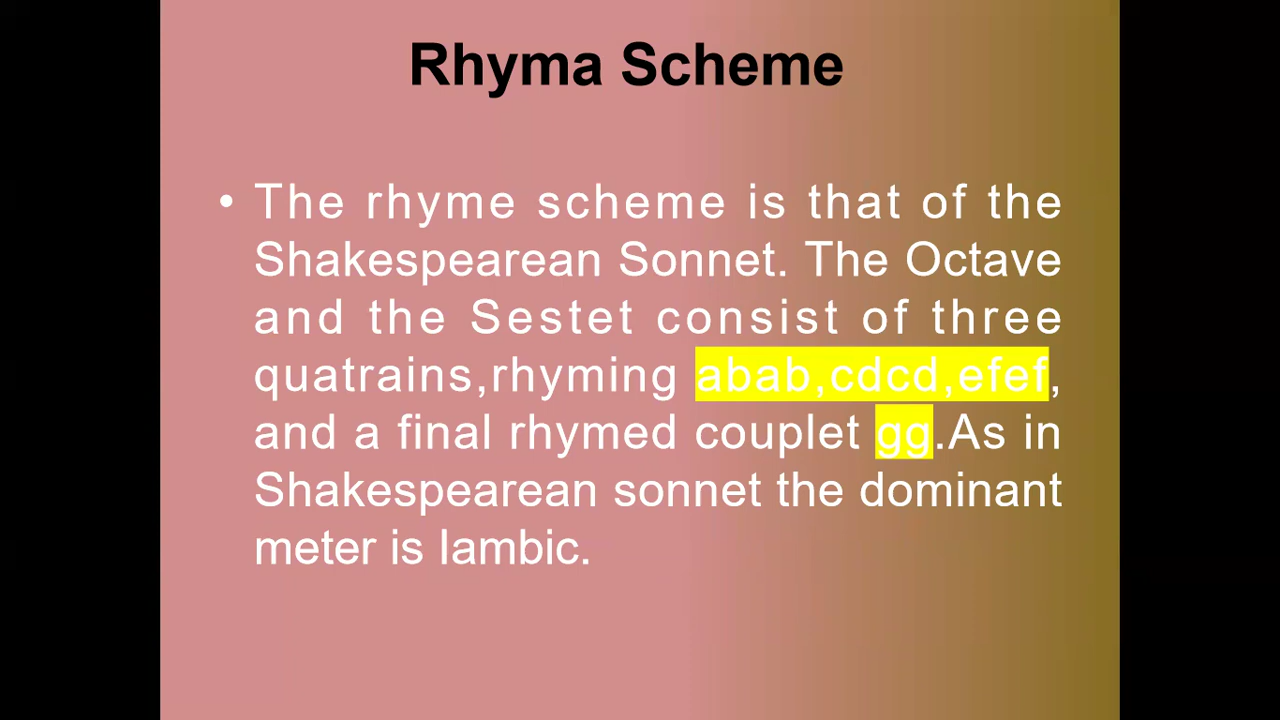 Rhyma Scheme
• The rhyme scheme is that of the
Shakespearean Sonnet. The Octave
and the Sestet consist of three
quatrains,rhyming abab,cdcd,efef,
and a final rhymed couplet gg.As in
Shakespearean sonnet the dominant
meter is Iambic.